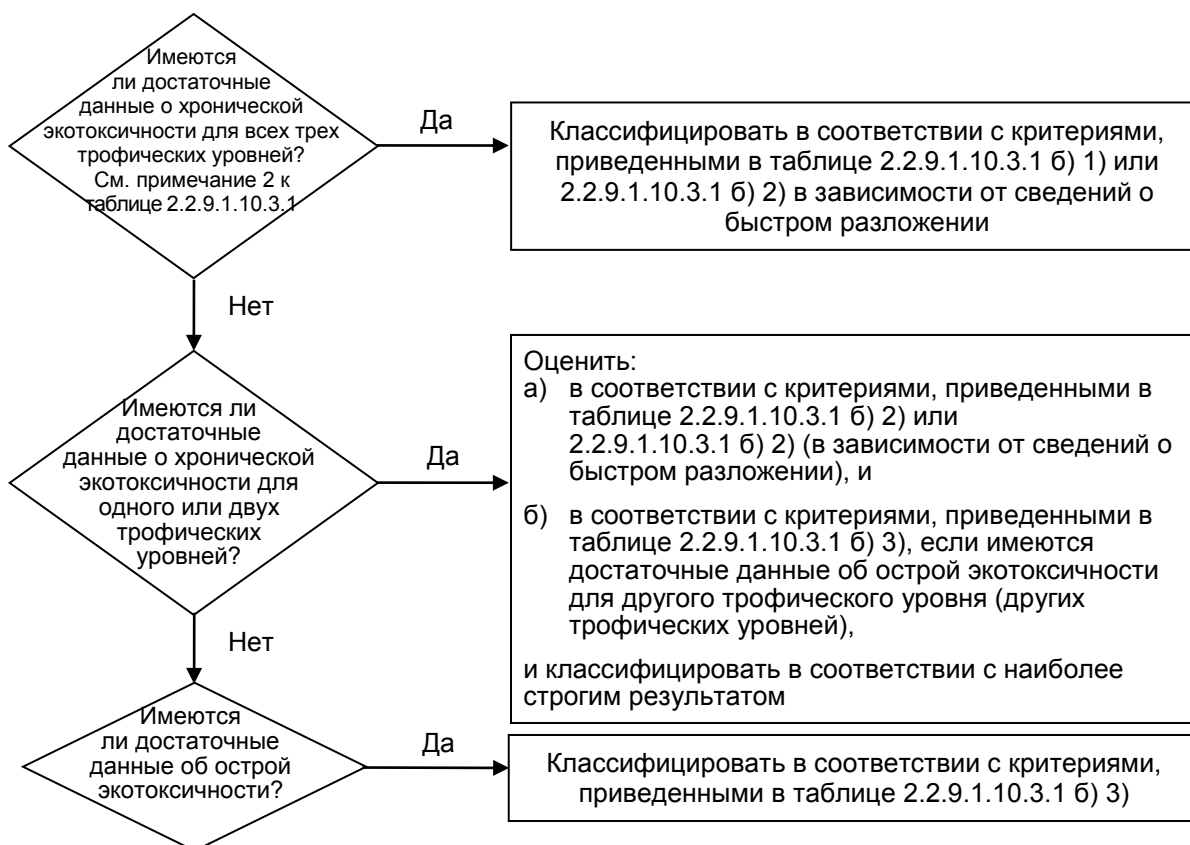 Имеются
ли достаточные
данные о хронической
экотоксичности для всех трех
трофических уровней?
См. примечание 2 к
таблице 2.2.9.1.10.3.1
Да
Классифицировать в соответствии с критериями,
приведенными в таблице 2.2.9.1.10.3.1 б) 1) или
2.2.9.1.10.3.1 б) 2) в зависимости от сведений о
быстром разложении
Нет
Имеются ли
достаточные
данные о хронической
экотоксичности для
одного или двух
трофических
уровней?
Да
Оценить:
а) в соответствии с критериями, приведенными в
таблице 2.2.9.1.10.3.1 б) 2) или
2.2.9.1.10.3.1 б) 2) (в зависимости от сведений о
быстром разложении), и
б) в соответствии с критериями, приведенными в
таблице 2.2.9.1.10.3.1 б) 3), если имеются
достаточные данные об острой экотоксичности
для другого трофического уровня (других
трофических уровней),
и классифицировать в соответствии с наиболее
строгим результатом
Нет
Имеются
ли достаточные
данные об острой
экотоксичности?
Да
Классифицировать в соответствии с критериями,
приведенными в таблице 2.2.9.1.10.3.1 б) 3)